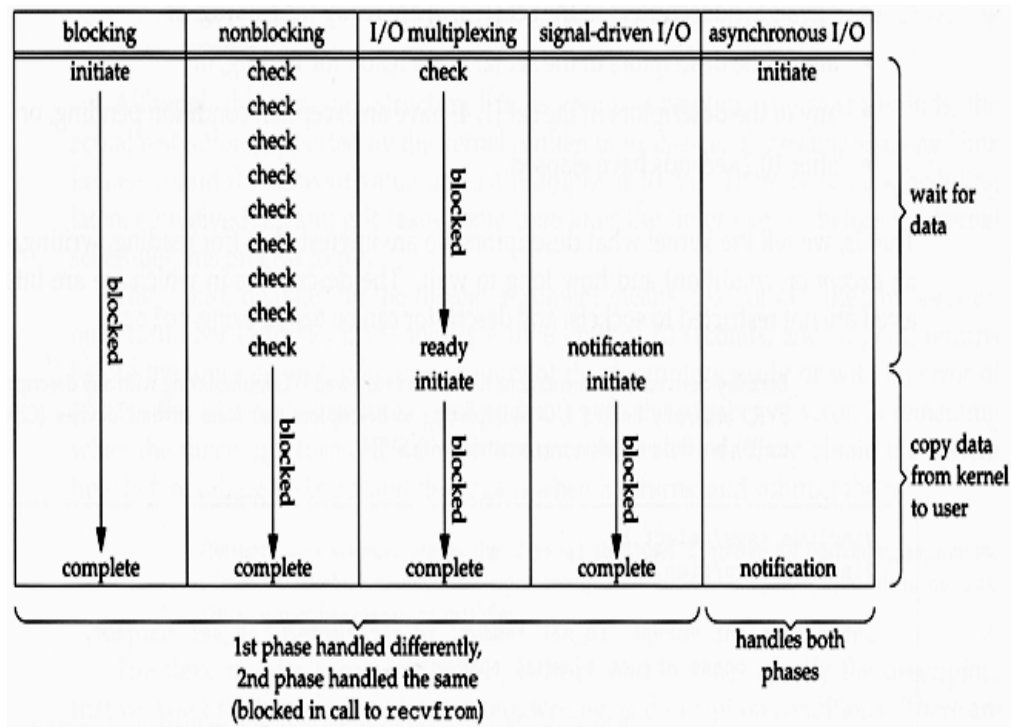 blocking nonblocking I/O multiplexing signal-driven I/O asynchronous I/O
initiate check check initiate
check
check
check
check
check
check
check
check ready notification
initiate initiate
blocked
blocked
blocked
blocked
blocked
complete complete complete complete notification
wait for
data
copy data
from kernel
to user
1st phase handled differently,
2nd phase handled the same
(blocked in call to recvfrom)
handles both
phases